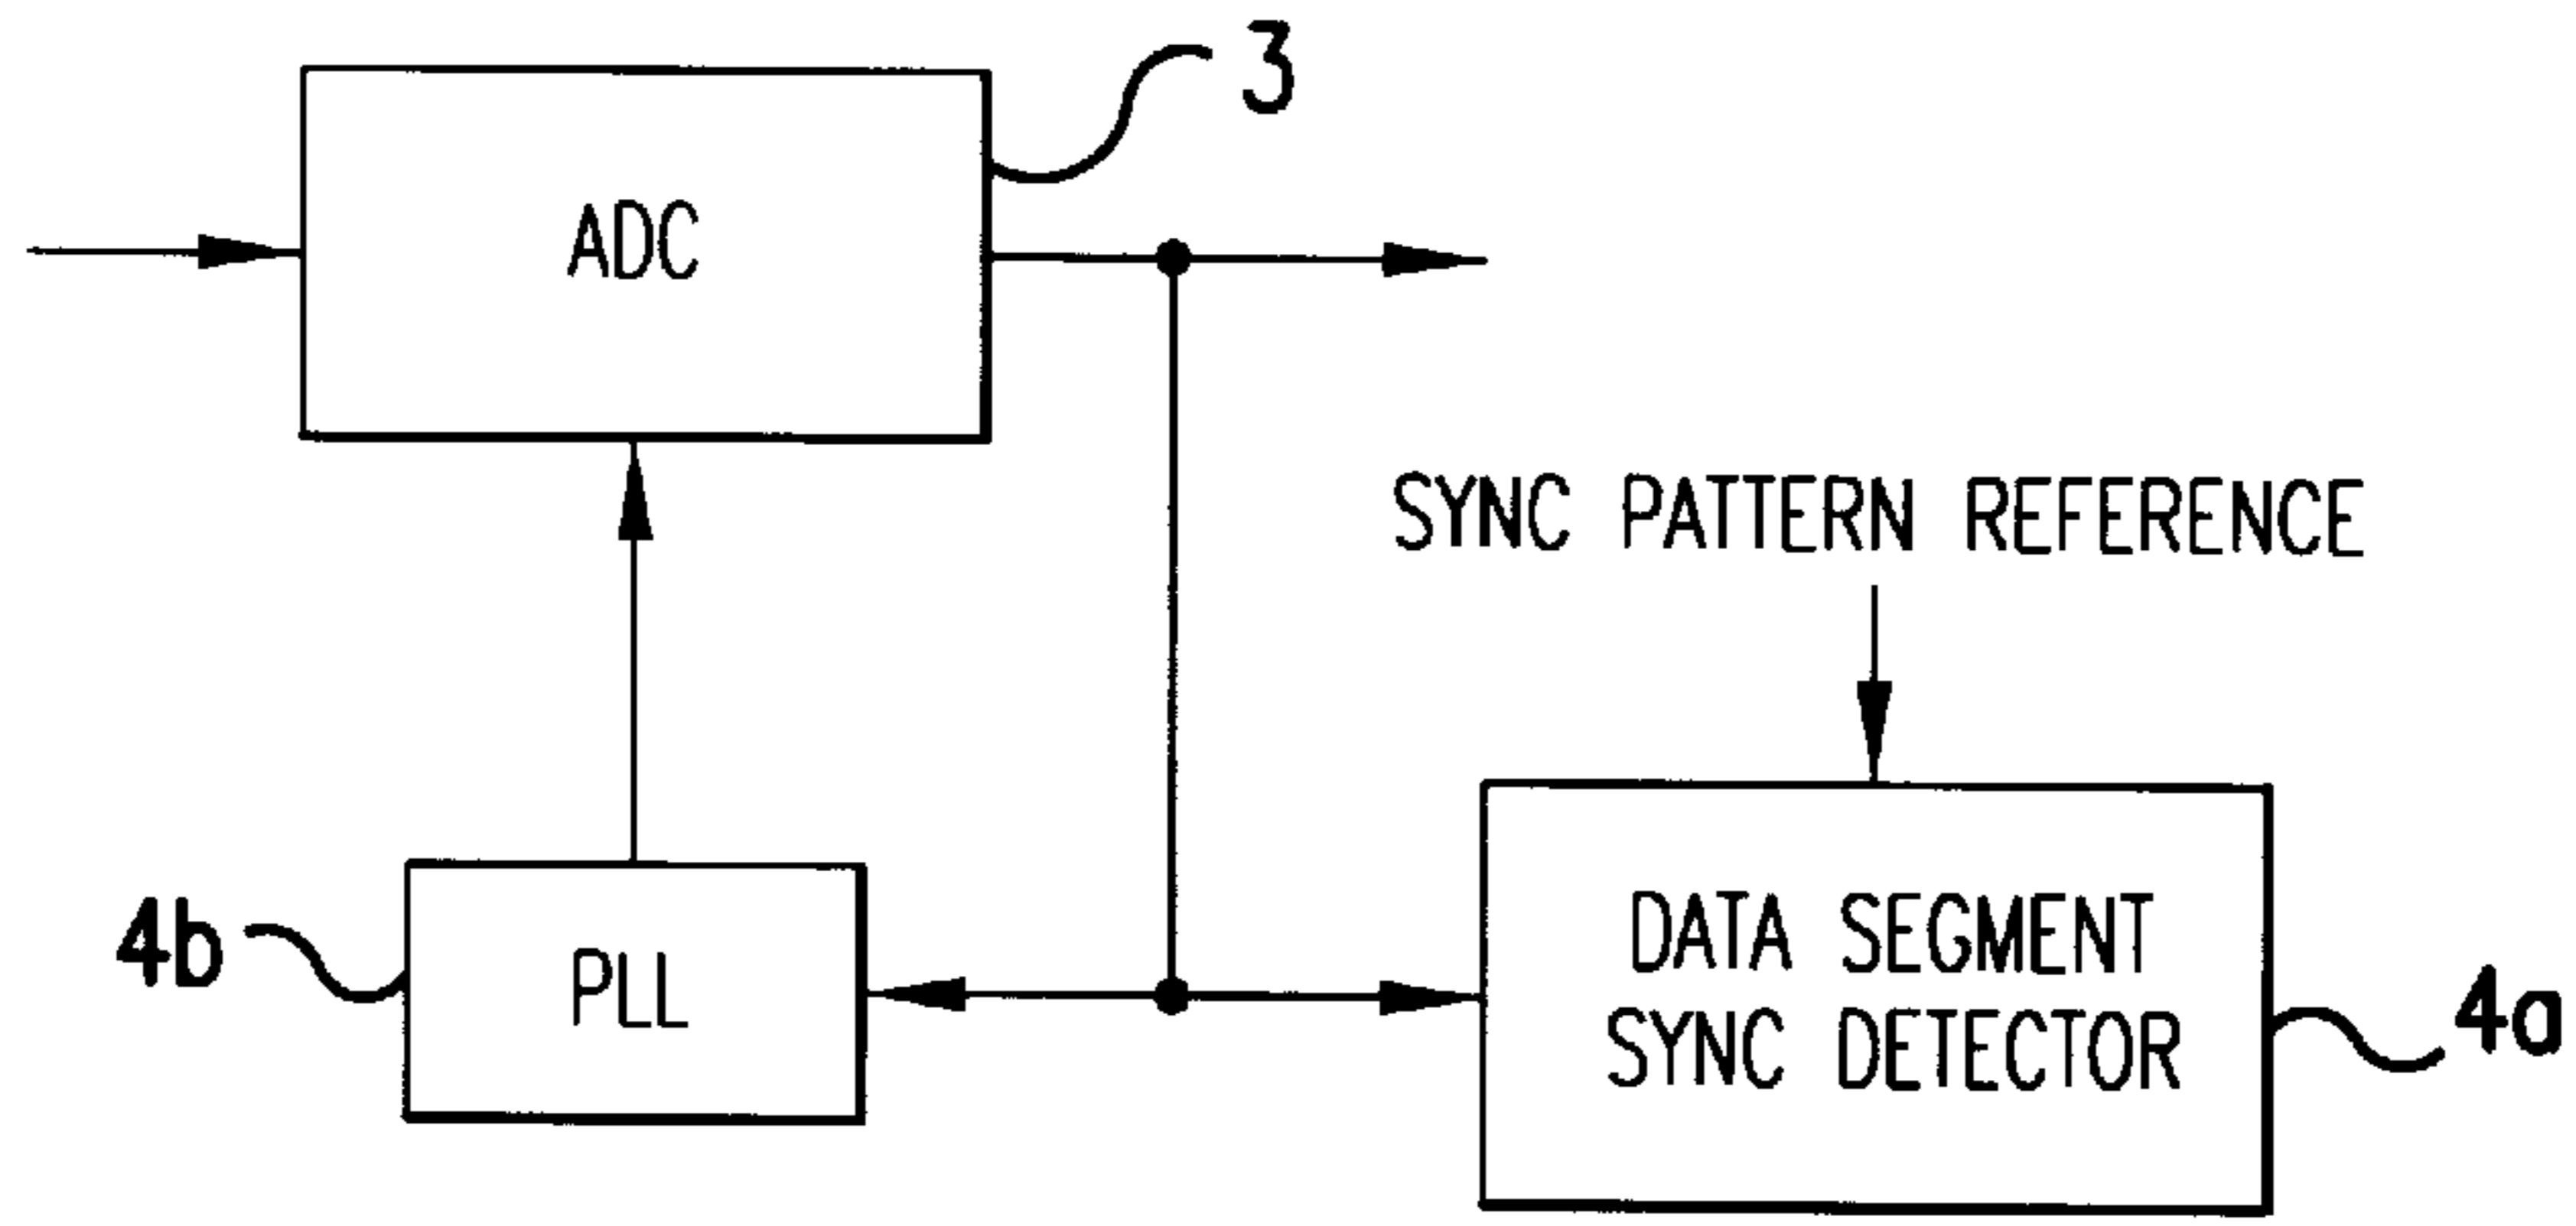 3
ADC
SYNC PATTERN REFERENCE
4b
PLL
DATA SEGMENT
SYNC DETECTOR
4a